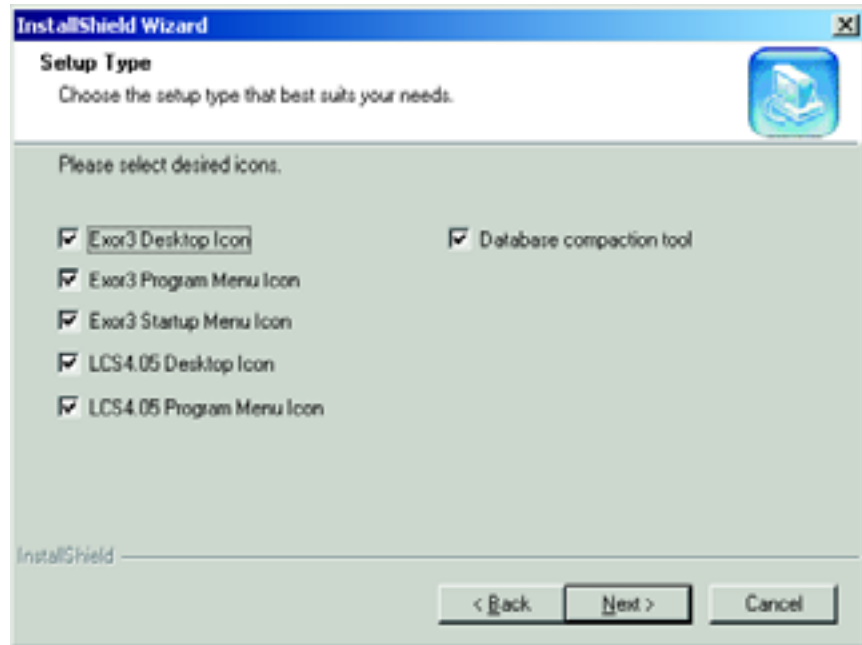 InstallShield Wizard
Setup Type
Choose the setup type that best suits your needs.
Please select desired icons.
Exor3 Desktop Icon
Database compaction tool
Exor3 Program Menu Icon
Exor3 Startup Menu Icon
LCS4.05 Desktop Icon
LCS4.05 Program Menu Icon
InstallShield
< Back
Next >
Cancel